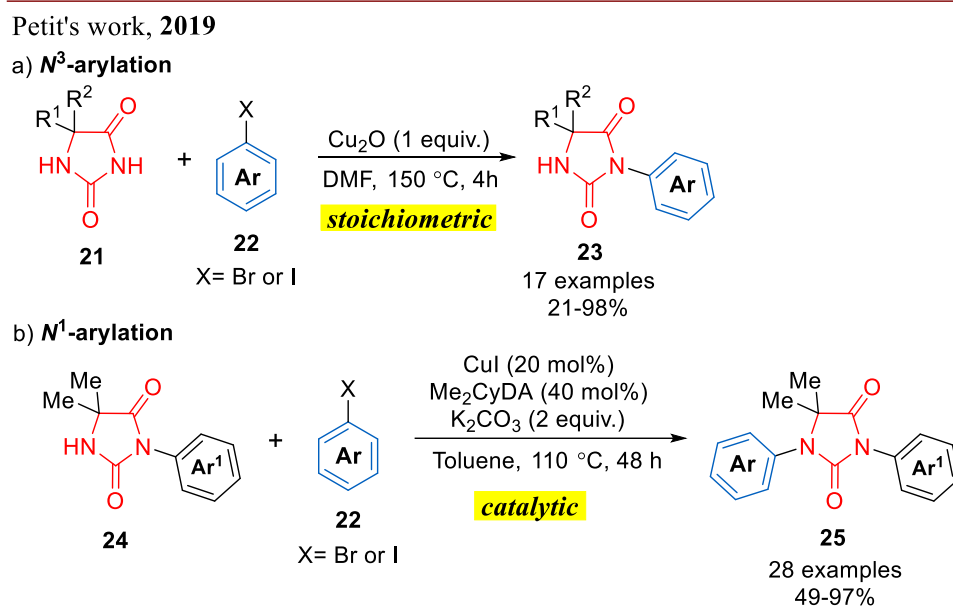 Petit's work, 2019
a) N³-arylation
R¹ R² O
HN NH
O
21
+
X
Ar
22
X= Br or I
Cu₂O (1 equiv.)
DMF, 150 °C, 4h
stoichiometric
R¹ R² O
HN N
O
Ar
23
17 examples
21-98%
b) N¹-arylation
Me O
Me
HN N
O
Ar¹
24
+
X
Ar
22
X= Br or I
CuI (20 mol%)
Me₂CyDA (40 mol%)
K₂CO₃ (2 equiv.)
Toluene, 110 °C, 48 h
catalytic
Me O
Me
N N
O
Ar
Ar¹
25
28 examples
49-97%